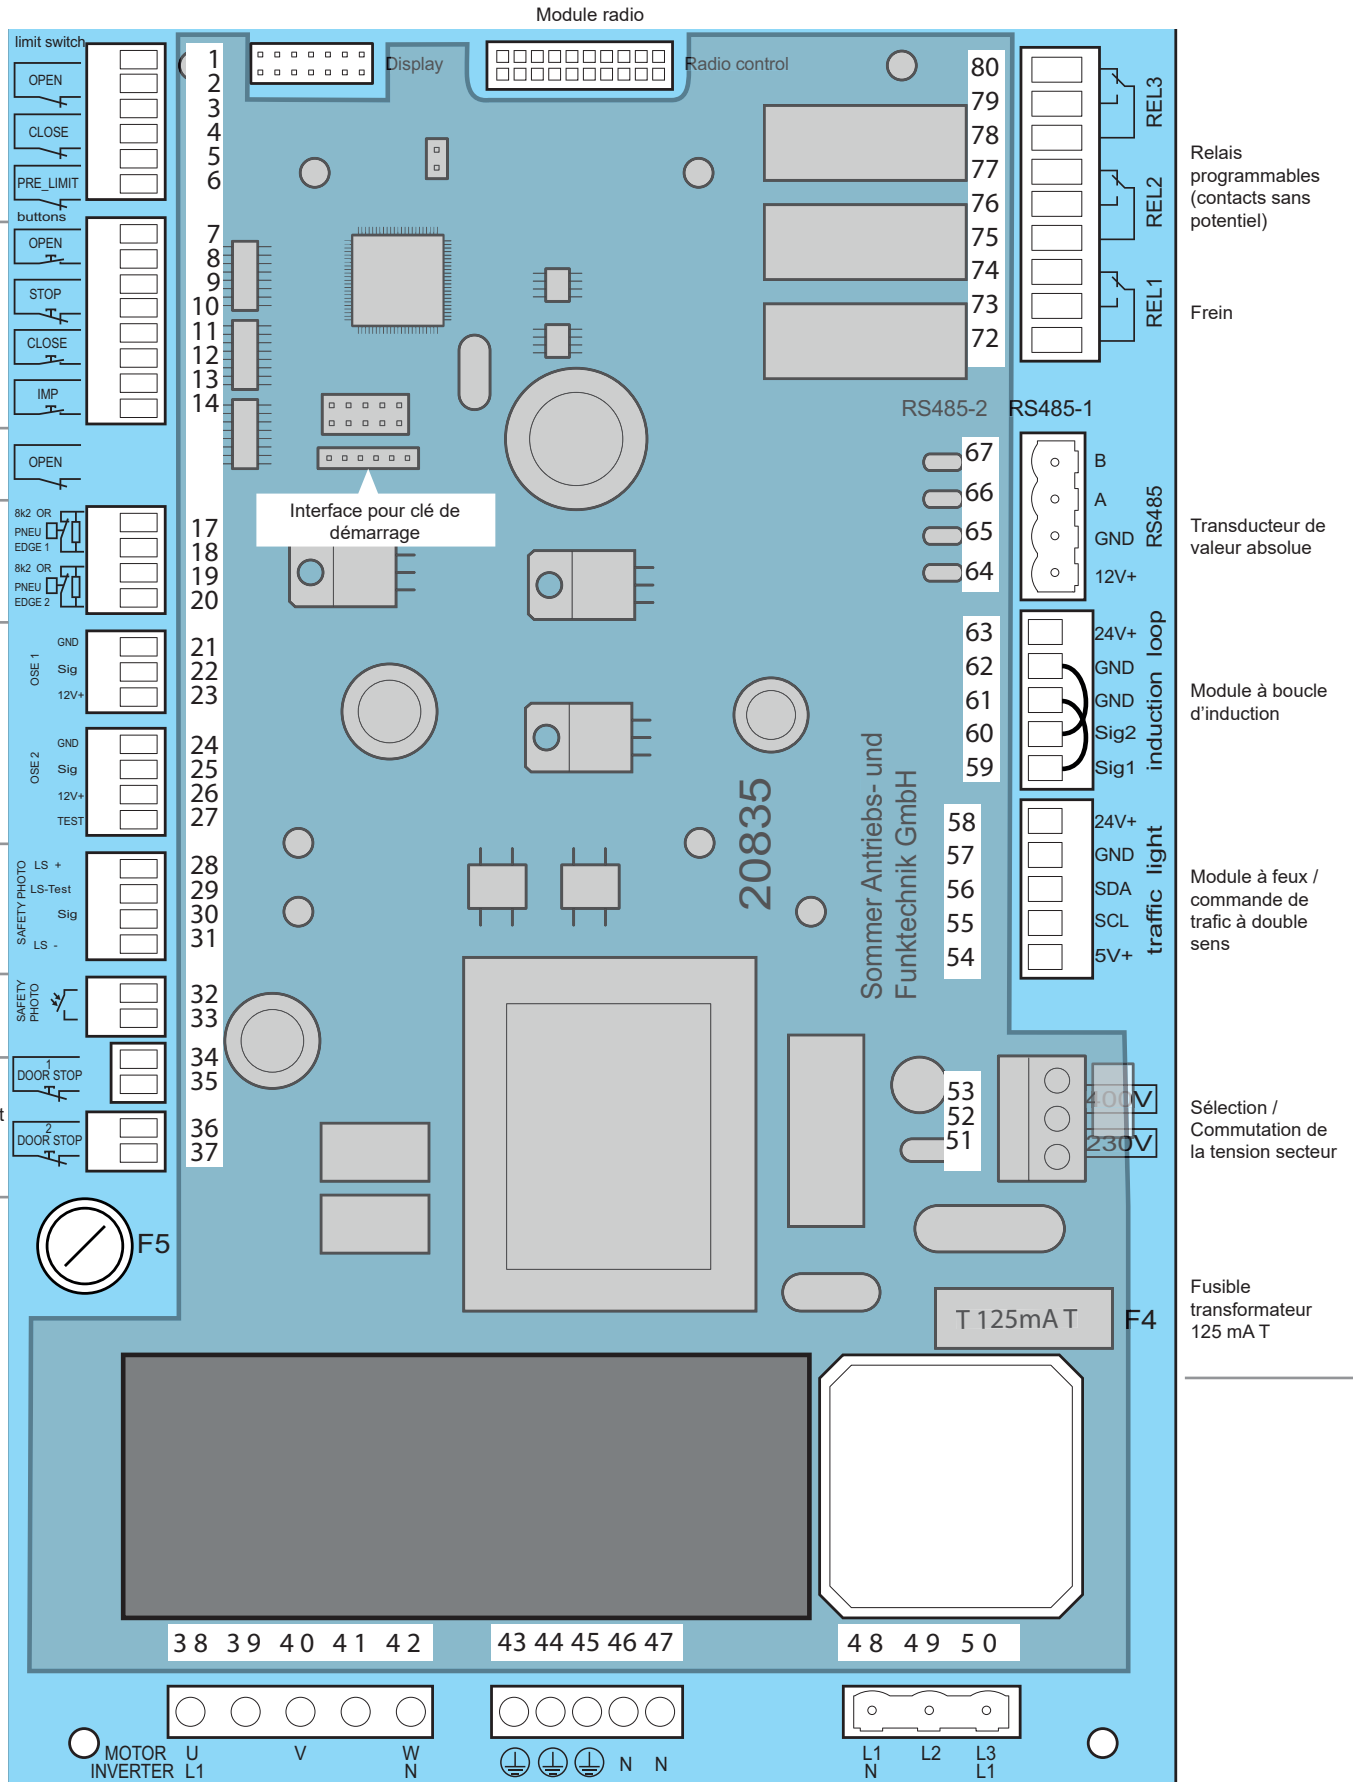 Module radio
limit switch
OPEN
CLOSE
PRE_LIMIT
buttons
OPEN
STOP
CLOSE
IMP
OPEN
8k2 OR
PNEU
EDGE 1
8k2 OR
PNEU
EDGE 2
OSE 1
GND
Sig
12V+
OSE 2
GND
Sig
12V+
TEST
SAFETY PHOTO
LS +
LS-Test
Sig
LS -
SAFETY
PHOTO
1
DOOR STOP
t
2
DOOR STOP
F5
1
2
3
4
5
6
7
8
9
10
11
12
13
14
17
18
19
20
21
22
23
24
25
26
27
28
29
30
31
32
33
34
35
36
37
Display
Radio control
Interface pour clé de
démarrage
20835
Sommer Antriebs- und
Funktechnik GmbH
80
79
78
77
76
75
74
73
72
REL3
REL2
REL1
RS485-2
RS485-1
67
66
65
64
B
A
GND
12V+
RS485
63
62
61
60
59
24V+
GND
GND
Sig2
Sig1
induction loop
58
57
56
55
54
24V+
GND
SDA
SCL
5V+
traffic light
53
52
51
400V
230V
T 125mA T
F4
Relais
programmables
(contacts sans
potentiel)
Frein
Transducteur de
valeur absolue
Module à boucle
d'induction
Module à feux /
commande de
trafic à double
sens
Sélection /
Commutation de
la tension secteur
Fusible
transformateur
125 mA T
38 39 40 41 42
43 44 45 46 47
48 49 50
MOTOR U V W
INVERTER L1 N
N N
L1 L2 L3
N L1